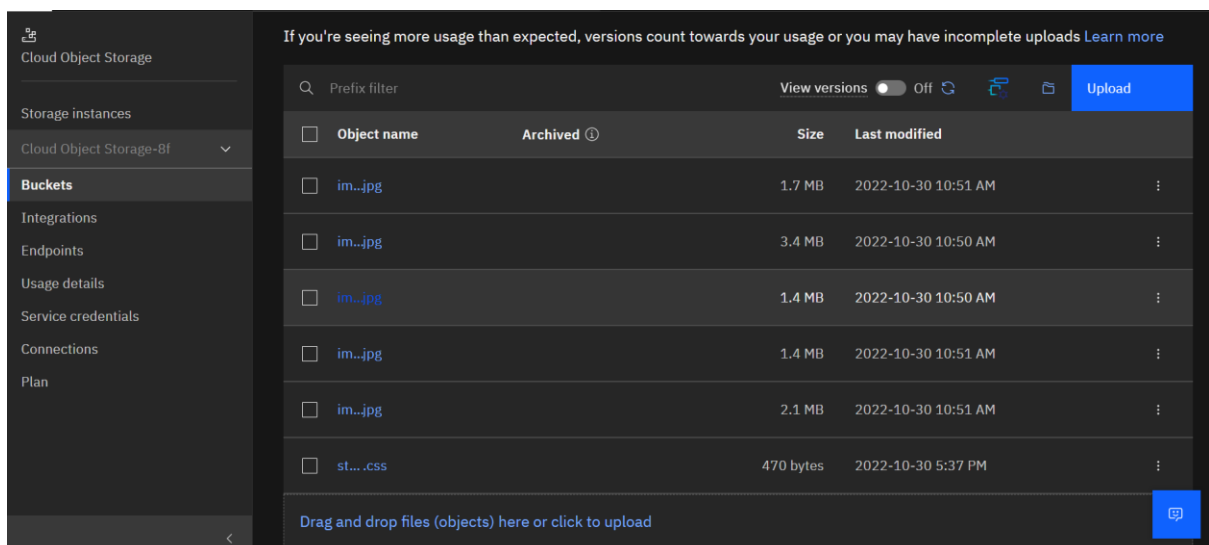 Cloud Object Storage
Storage instances
Cloud Object Storage-8f
Buckets
Integrations
Endpoints
Usage details
Service credentials
Connections
Plan
If you're seeing more usage than expected, versions count towards your usage or you may have incomplete uploads Learn more
Prefix filter View versions Off Upload
Object name Archived Size Last modified
im...jpg 1.7 MB 2022-10-30 10:51 AM
im...jpg 3.4 MB 2022-10-30 10:50 AM
im...jpg 1.4 MB 2022-10-30 10:50 AM
im...jpg 1.4 MB 2022-10-30 10:51 AM
im...jpg 2.1 MB 2022-10-30 10:51 AM
st... .css 470 bytes 2022-10-30 5:37 PM
Drag and drop files (objects) here or click to upload